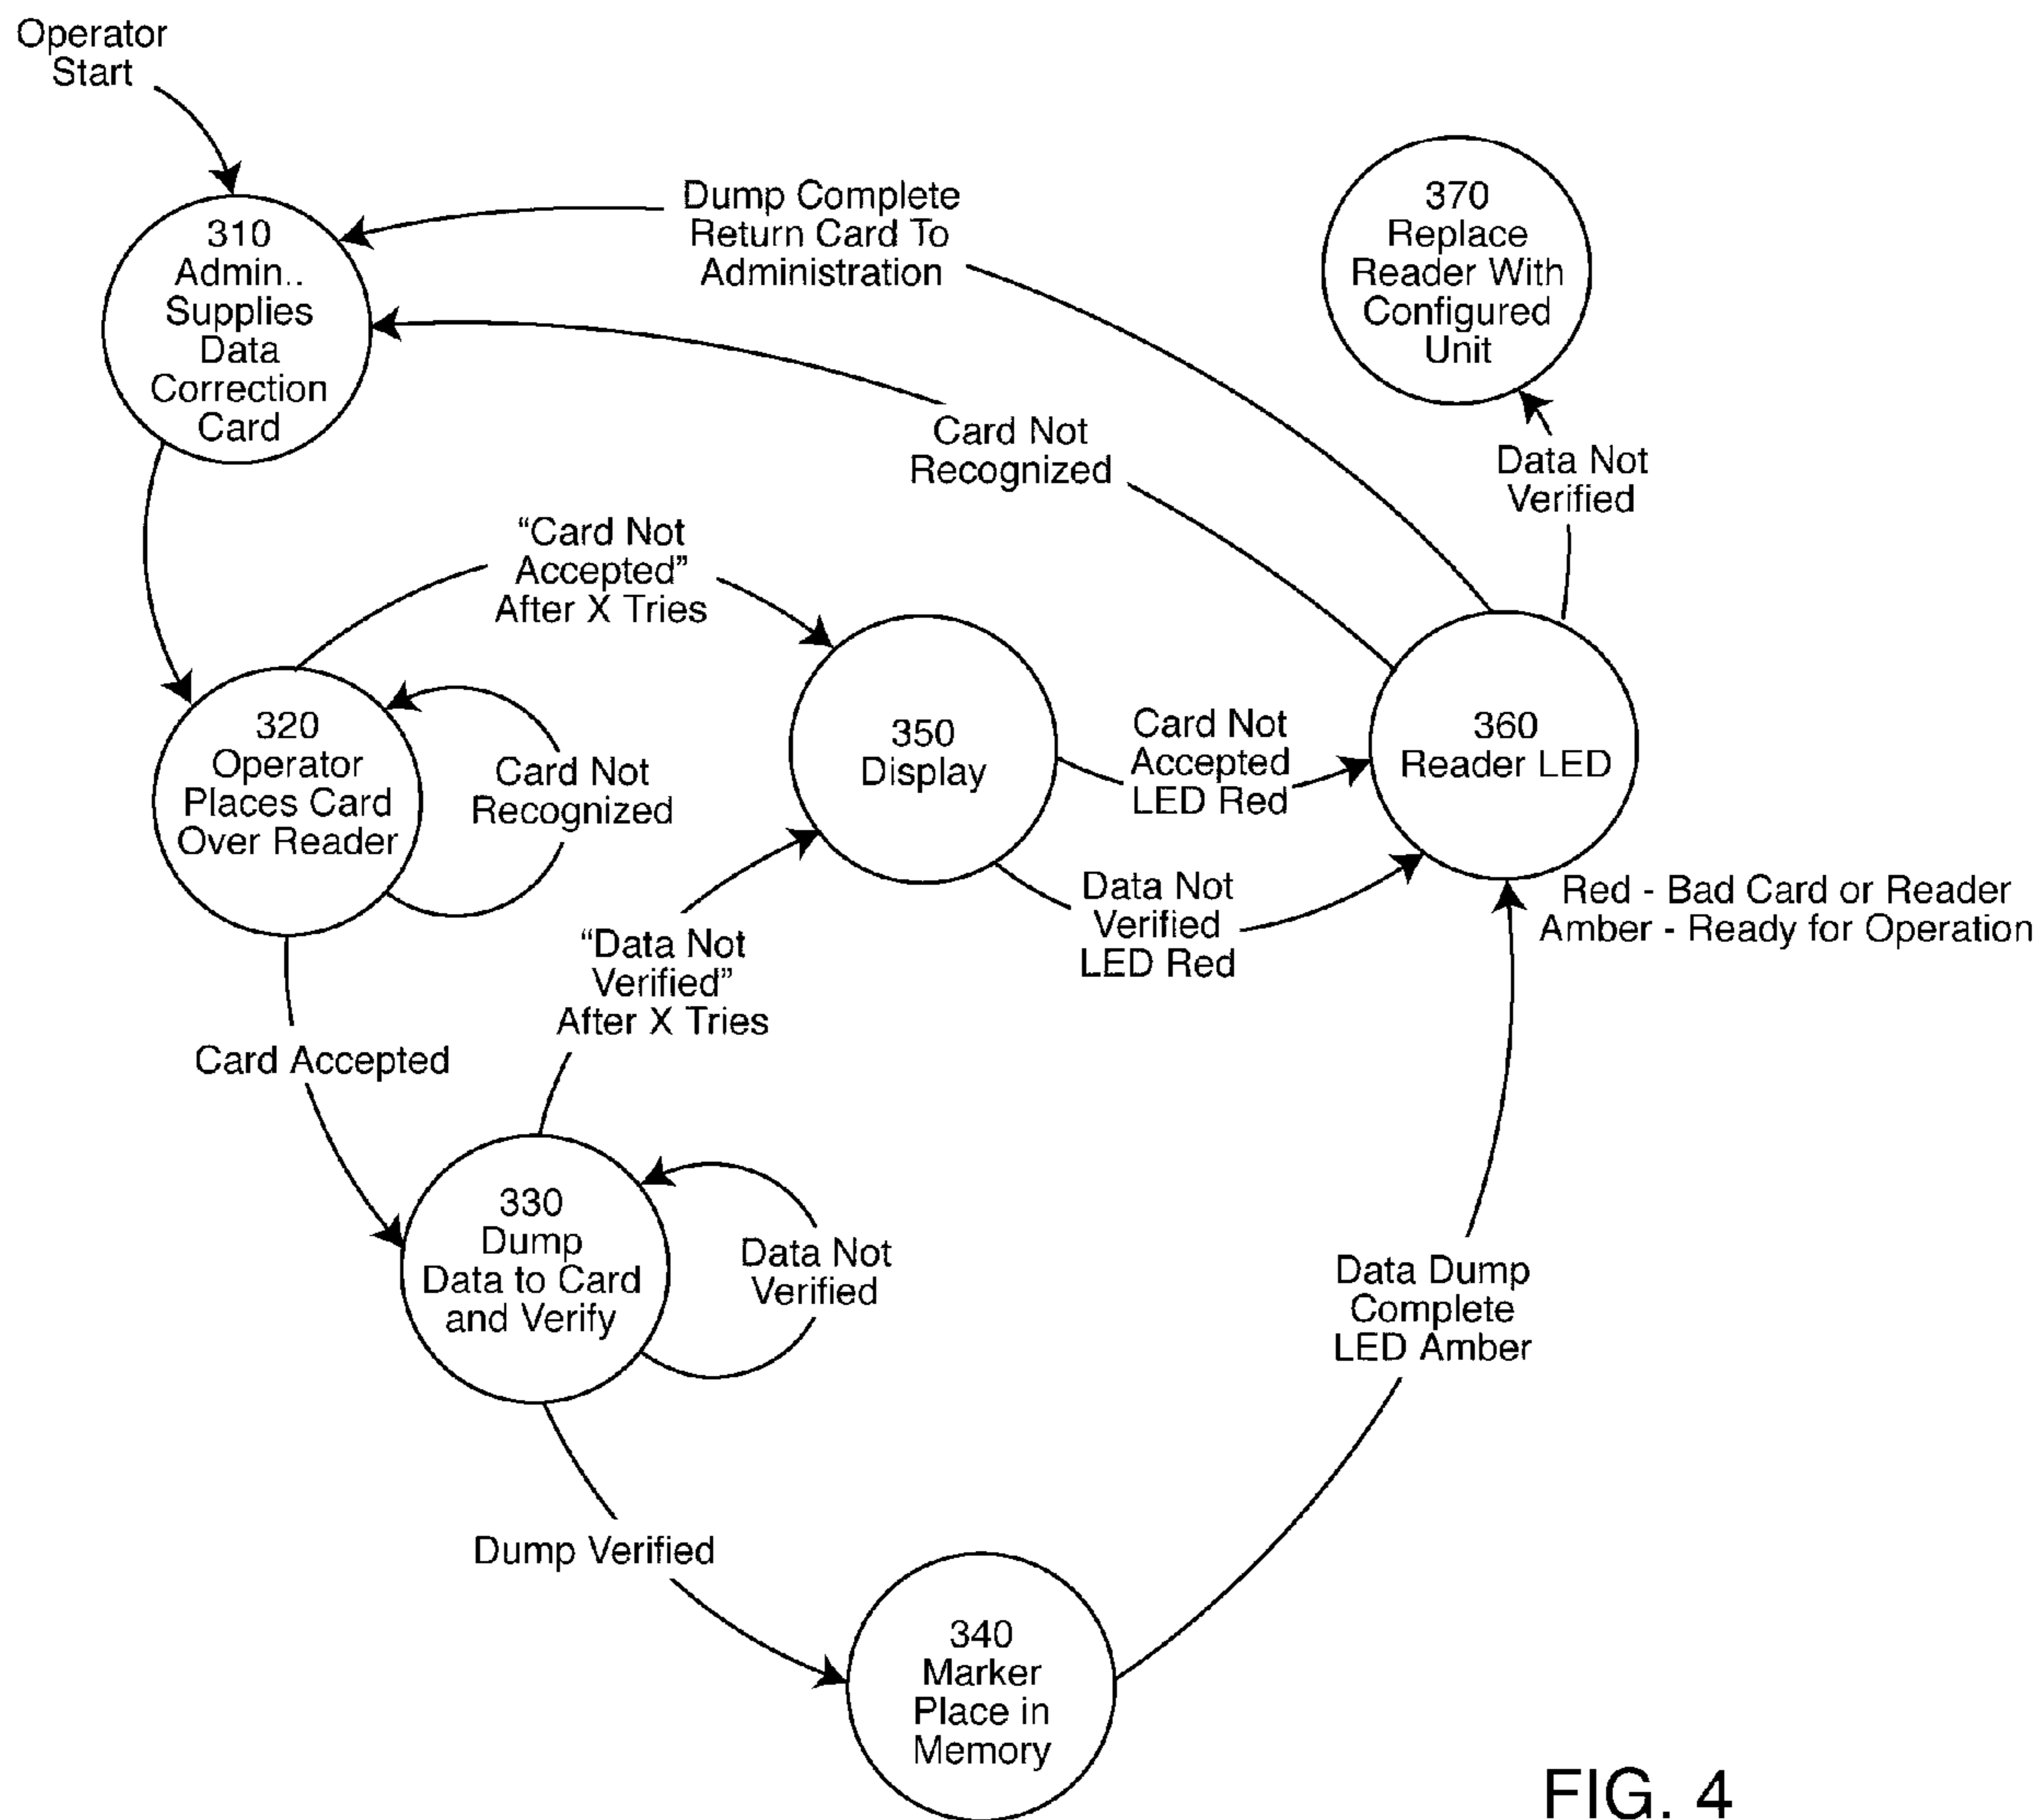 Operator
Start
310
Admin..
Supplies
Data
Correction
Card
Dump Complete
Return Card To
Administration
370
Replace
Reader With
Configured
Unit
Card Not
Recognized
Data Not
Verified
“Card Not
Accepted”
After X Tries
320
Operator
Places Card
Over Reader
Card Not
Recognized
350
Display
Card Not
Accepted
LED Red
360
Reader LED
Red - Bad Card or Reader
Amber - Ready for Operation
Data Not
Verified
LED Red
“Data Not
Verified”
After X Tries
Card Accepted
330
Dump
Data to Card
and Verify
Data Not
Verified
Data Dump
Complete
LED Amber
Dump Verified
340
Marker
Place in
Memory
FIG. 4